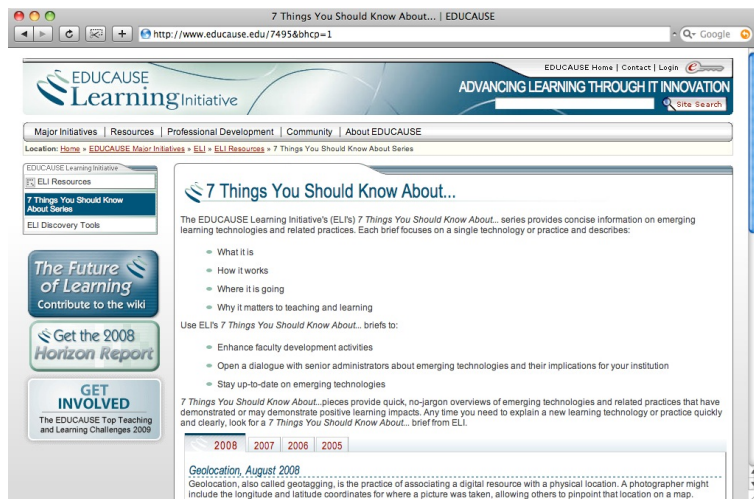 7 Things You Should Know About... | EDUCAUSE
http://www.educause.edu/7495&bhcp=1
Google
EDUCAUSE Home | Contact | Login
EDUCAUSE
Learning Initiative
ADVANCING LEARNING THROUGH IT INNOVATION
Site Search
Major Initiatives | Resources | Professional Development | Community | About EDUCAUSE
Location: Home » EDUCAUSE Major Initiatives » ELI » ELI Resources » 7 Things You Should Know About Series
EDUCAUSE Learning Initiative
ELI Resources
7 Things You Should Know
About Series
ELI Discovery Tools
The Future
of Learning
Contribute to the wiki
Get the 2008
Horizon Report
GET
INVOLVED
The EDUCAUSE Top Teaching
and Learning Challenges 2009
7 Things You Should Know About...
The EDUCAUSE Learning Initiative's (ELI's) 7 Things You Should Know About... series provides concise information on emerging
learning technologies and related practices. Each brief focuses on a single technology or practice and describes:
What it is
How it works
Where it is going
Why it matters to teaching and learning
Use ELI's 7 Things You Should Know About... briefs to:
Enhance faculty development activities
Open a dialogue with senior administrators about emerging technologies and their implications for your institution
Stay up-to-date on emerging technologies
7 Things You Should Know About...pieces provide quick, no-jargon overviews of emerging technologies and related practices that have
demonstrated or may demonstrate positive learning impacts. Any time you need to explain a new learning technology or practice quickly
and clearly, look for a 7 Things You Should Know About... brief from ELI.
2008 2007 2006 2005
Geolocation, August 2008
Geolocation, also called geotagging, is the practice of associating a digital resource with a physical location. A photographer might
include the longitude and latitude coordinates for where a picture was taken, allowing others to pinpoint that location on a map.